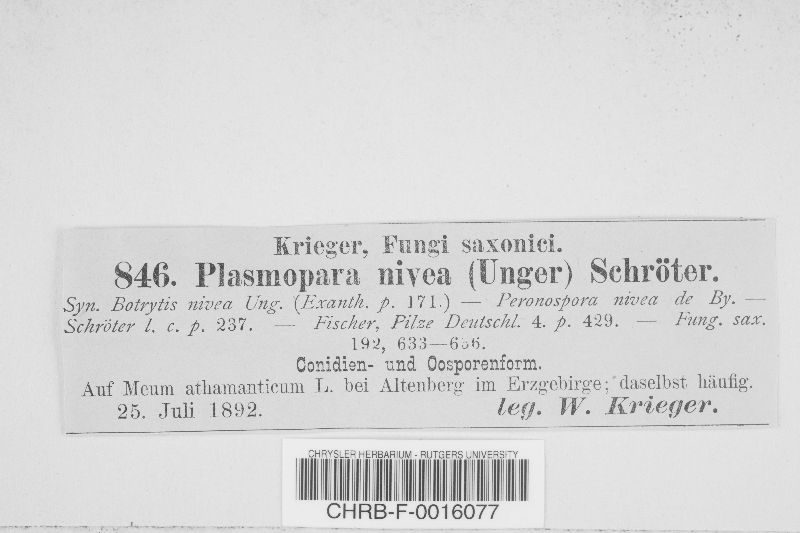 Krieger, Fungi saxonici.
846. Plasmopara nivea (Unger) Schröter.
Syn. Botrytis nivea Ung. (Exanth. p. 171.) — Peronospora nivea de By. —
Schröter l. c. p. 237. — Fischer, Pilze Deutschl. 4. p. 429. — Fung. sax.
192, 633—636.
Conidien- und Oosporenform.
Auf Meum athamanticum L. bei Altenberg im Erzgebirge; daselbst häufig.
25. Juli 1892. leg. W. Krieger.
CHRYSLER HERBARIUM - RUTGERS UNIVERSITY
CHRB-F-0016077